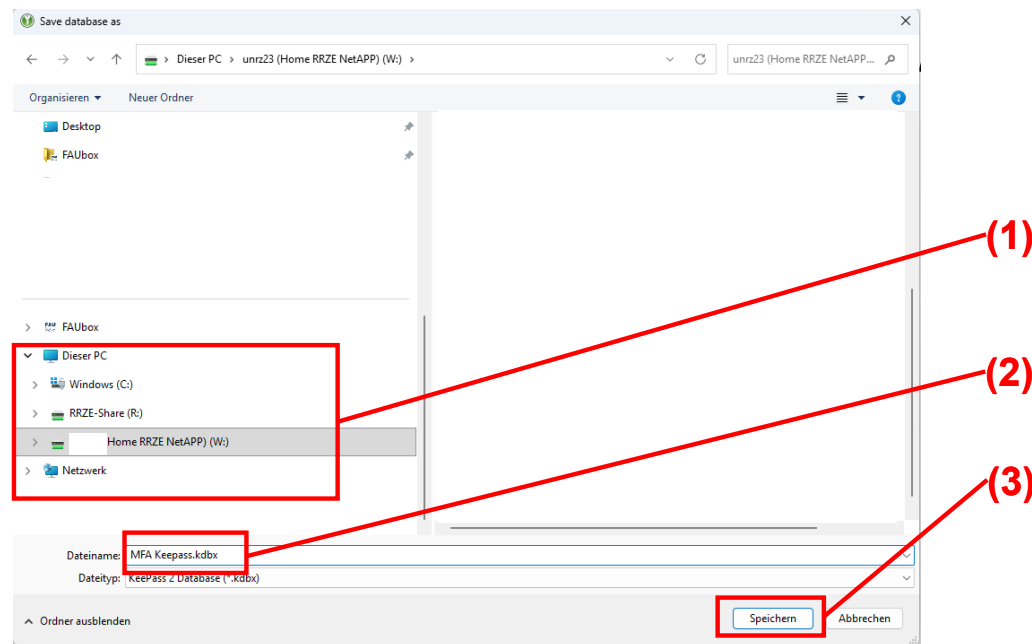 Save database as
Dieser PC > unrz23 (Home RRZE NetAPP) (W:) >
unrz23 (Home RRZE NetAPP...
Organisieren
Neuer Ordner
Desktop
FAUbox
(1)
FAUbox
Dieser PC
Windows (C:)
(2)
RRZE-Share (R:)
Home RRZE NetAPP) (W:)
Netzwerk
(3)
Dateiname: MFA Keepass.kdbx
Dateityp: KeePass 2 Database (*.kdbx)
Ordner ausblenden
Speichern
Abbrechen